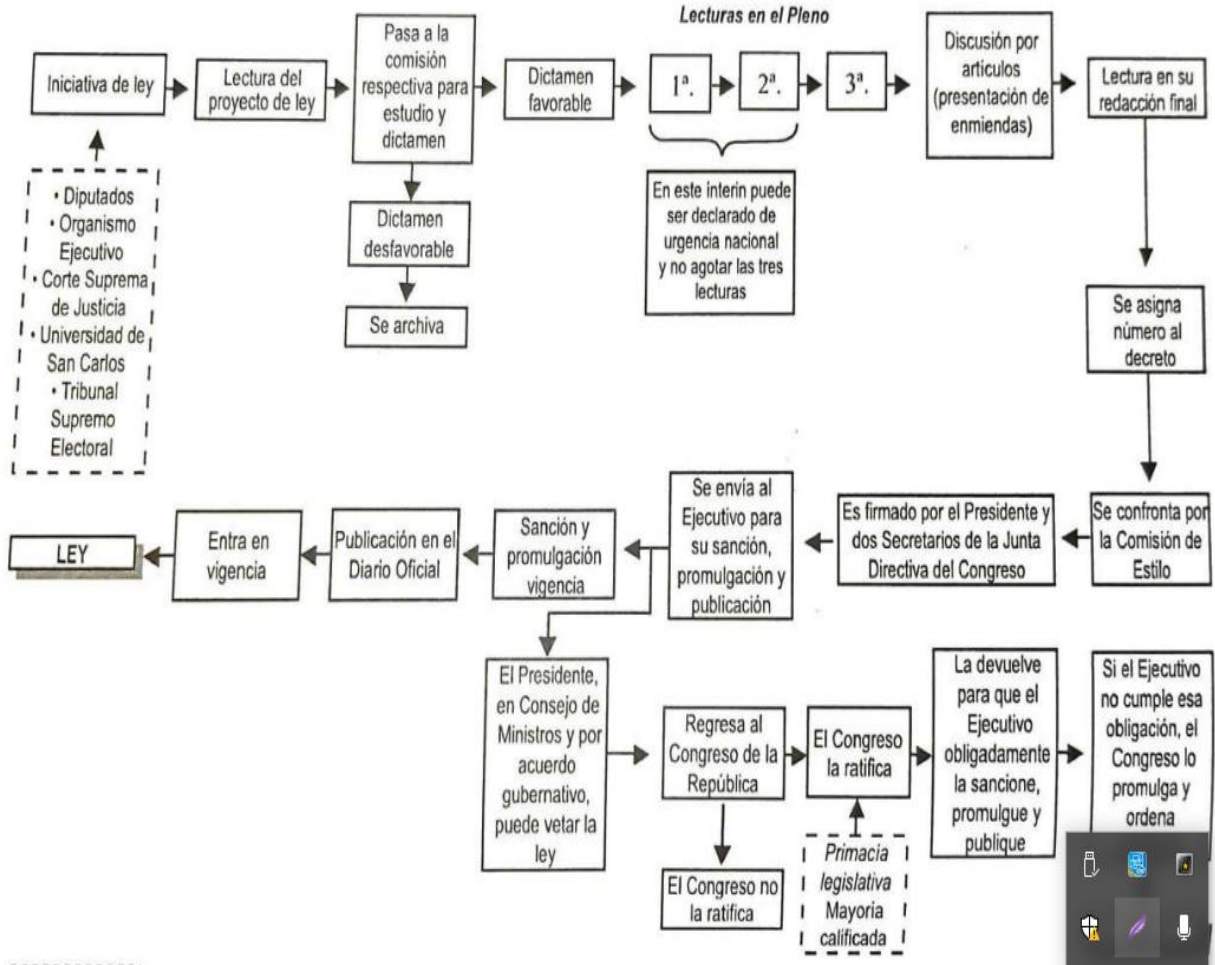 Lecturas en el Pleno
Iniciativa de ley
• Diputados
• Organismo
Ejecutivo
• Corte Suprema
de Justicia
• Universidad de
San Carlos
• Tribunal
Supremo
Electoral
Lectura del
proyecto de ley
Pasa a la
comisión
respectiva para
estudio y
dictamen
Dictamen
desfavorable
Se archiva
Dictamen
favorable
1ª.
2ª.
3ª.
En este interin puede
ser declarado de
urgencia nacional
y no agotar las tres
lecturas
Discusión por
artículos
(presentación de
enmiendas)
Lectura en su
redacción final
Se asigna
número al
decreto
Se confronta por
la Comisión de
Estilo
Es firmado por el Presidente y
dos Secretarios de la Junta
Directiva del Congreso
Se envía al
Ejecutivo para
su sanción,
promulgación y
publicación
Sanción y
promulgación
vigencia
Publicación en el
Diario Oficial
Entra en
vigencia
LEY
El Presidente,
en Consejo de
Ministros y por
acuerdo
gubernativo,
puede vetar la
ley
Regresa al
Congreso de la
República
El Congreso no
la ratifica
El Congreso
la ratifica
Primacia
legislativa
Mayoria
calificada
La devuelve
para que el
Ejecutivo
obligadamente
la sancione,
promulgue y
publique
Si el Ejecutivo
no cumple esa
obligación, el
Congreso lo
promulga y
ordena